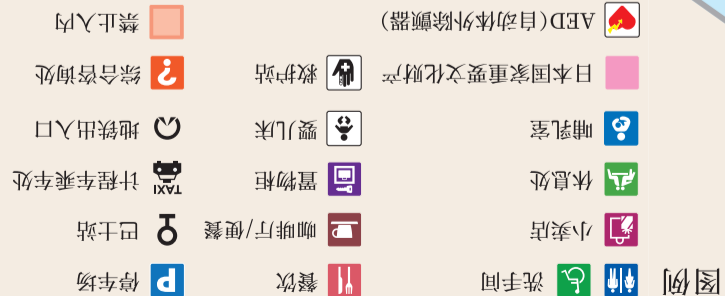 图例
洗手间
餐饮
P 停车场
小卖店
咖啡厅/便餐
巴士站
休息处
置物柜
TAXI 计程车乘车处
哺乳室
婴儿床
地铁出入口
日本国家重要文化财产
救护站
? 综合咨询处
AED(自动体外除颤器)
禁止入内